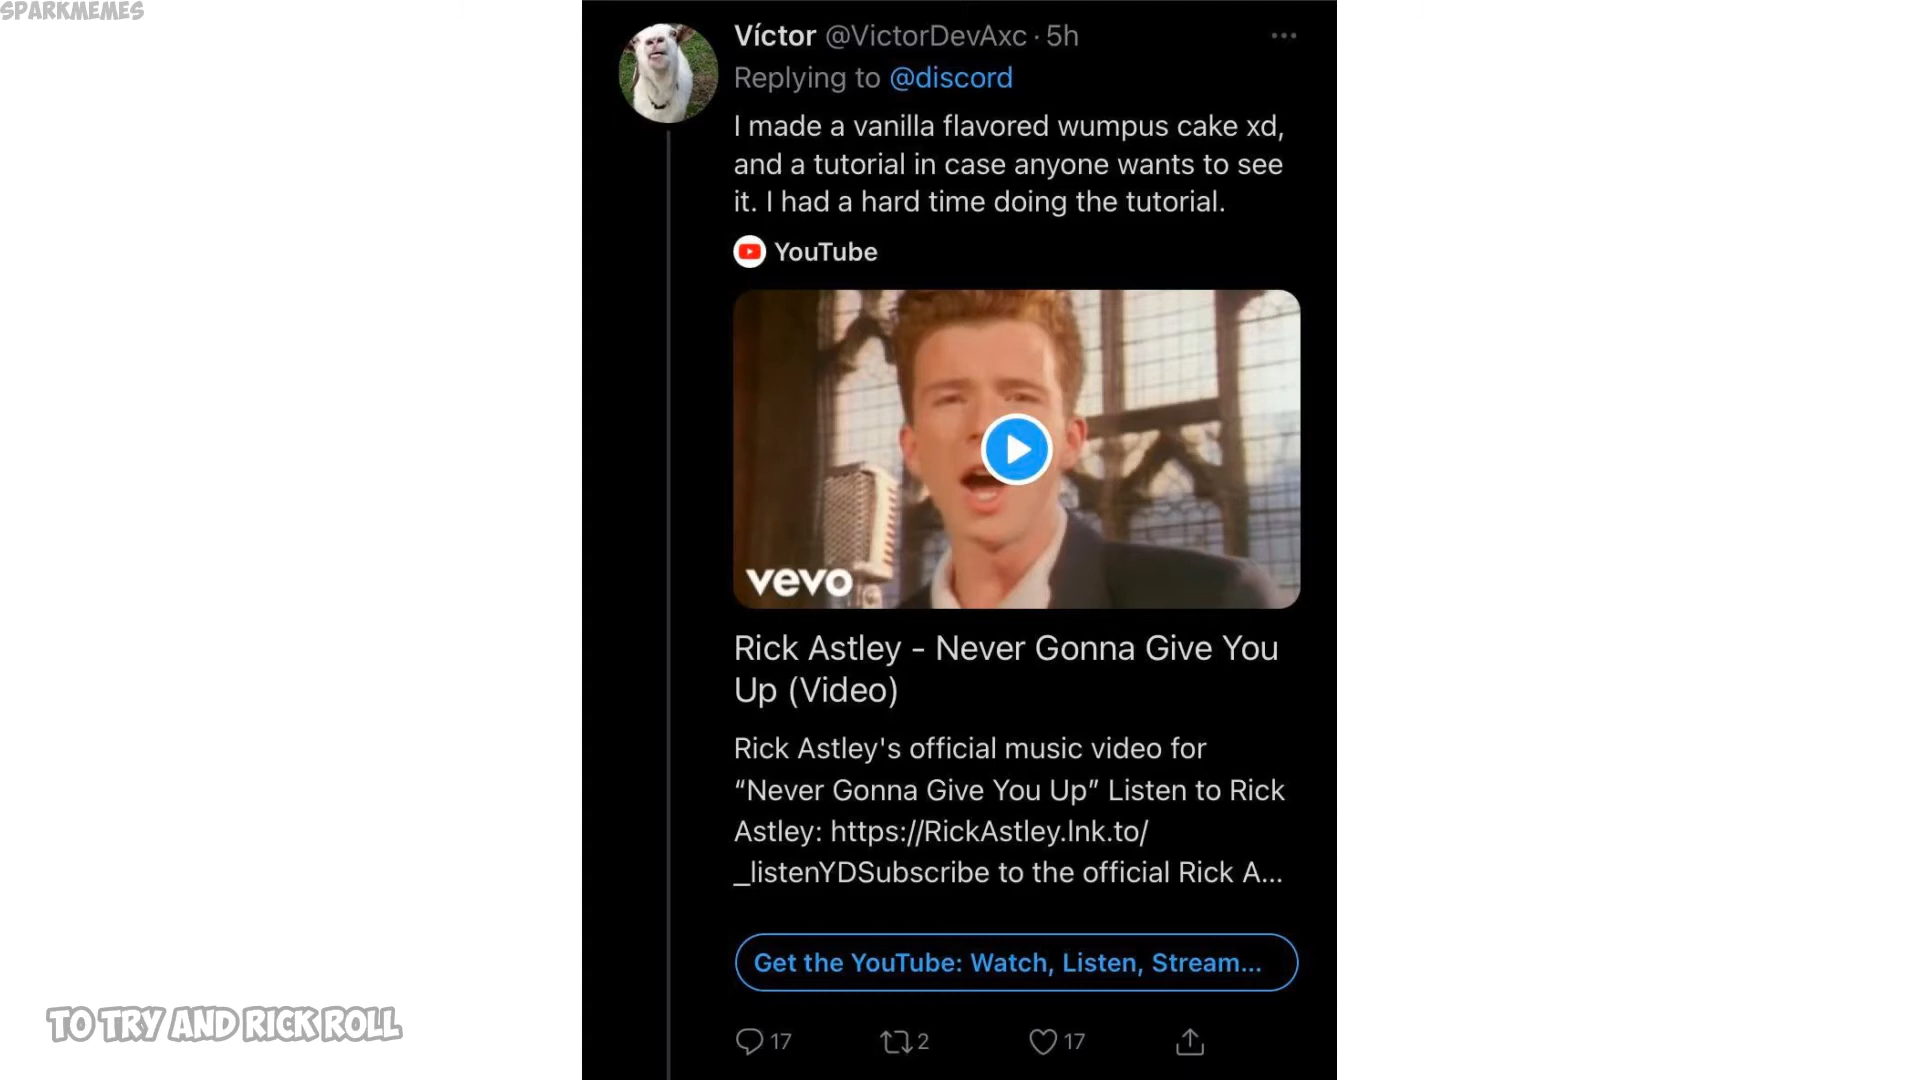 SPARKMEMES
Víctor @VictorDevAxc · 5h
Replying to @discord
I made a vanilla flavored wumpus cake xd,
and a tutorial in case anyone wants to see
it. I had a hard time doing the tutorial.
YouTube
vevo
Rick Astley - Never Gonna Give You
Up (Video)
Rick Astley's official music video for
“Never Gonna Give You Up” Listen to Rick
Astley: https://RickAstley.lnk.to/
_listenYDSubscribe to the official Rick A...
Get the YouTube: Watch, Listen, Stream...
TO TRY AND RICK ROLL
17 2 17